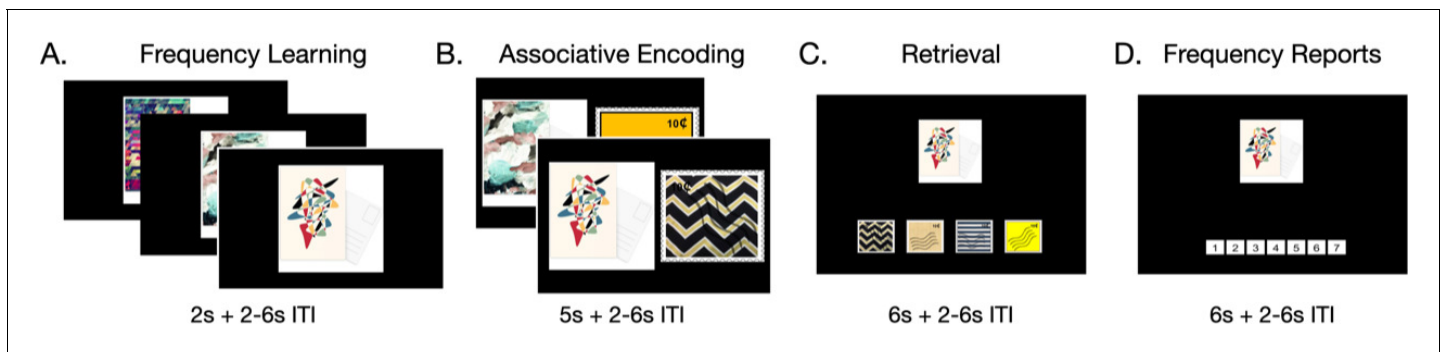 A. Frequency Learning
B. Associative Encoding
C. Retrieval
D. Frequency Reports
10¢
1 2 3 4 5 6 7
2s + 2-6s ITI
5s + 2-6s ITI
6s + 2-6s ITI
6s + 2-6s ITI